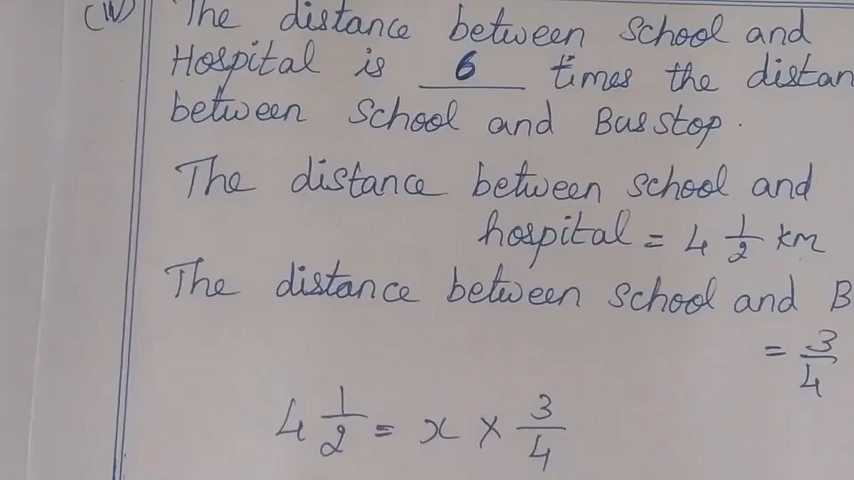 (IV) The distance between school and
Hospital is 6 times the distan
between school and Bus stop.
The distance between school and
hospital = 4 1/2 km
The distance between school and B
= 3/4
4 1/2 = x × 3/4